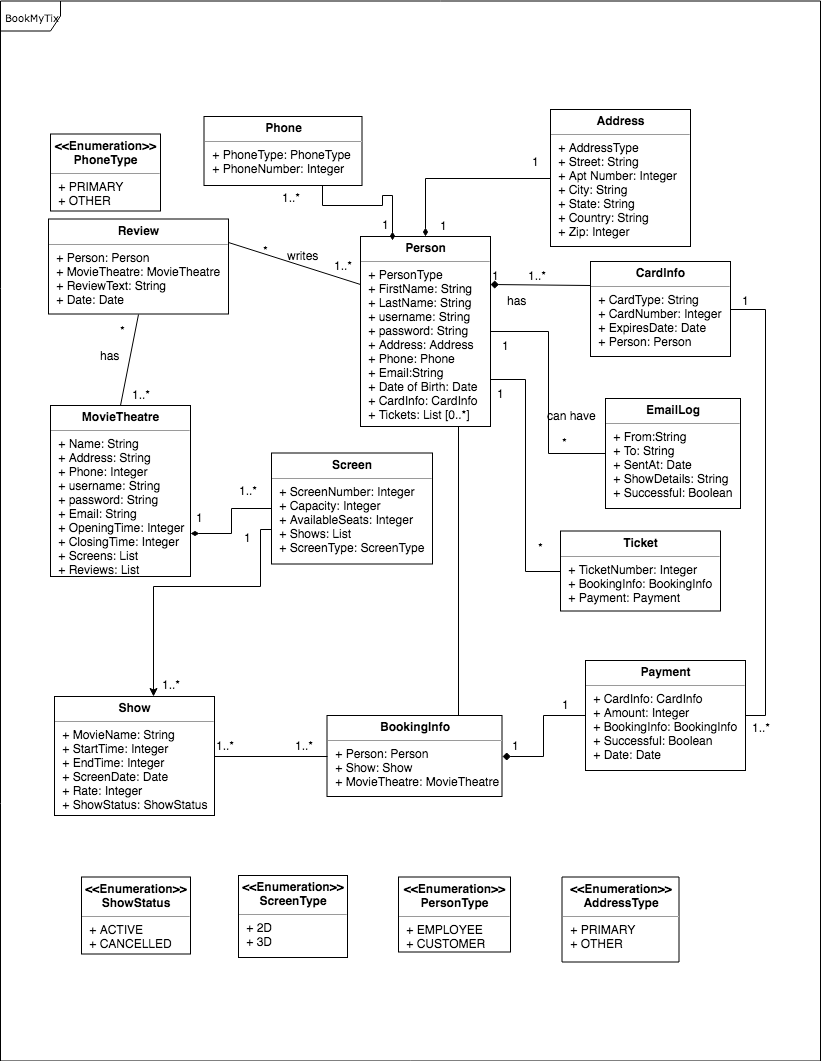 BookMyTix
<<Enumeration>>
PhoneType
+ PRIMARY
+ OTHER
Phone
+ PhoneType: PhoneType
+ PhoneNumber: Integer
1..*
1
Address
+ AddressType
+ Street: String
+ Apt Number: Integer
+ City: String
+ State: String
+ Country: String
+ Zip: Integer
1
1
Review
+ Person: Person
+ MovieTheatre: MovieTheatre
+ ReviewText: String
+ Date: Date
*
writes
1..*
Person
+ PersonType
+ FirstName: String
+ LastName: String
+ username: String
+ password: String
+ Address: Address
+ Phone: Phone
+ Email:String
+ Date of Birth: Date
+ CardInfo: CardInfo
+ Tickets: List [0..*]
1
1..*
has
CardInfo
+ CardType: String
+ CardNumber: Integer
+ ExpiresDate: Date
+ Person: Person
1
*
has
1..*
1
can have
*
EmailLog
+ From:String
+ To: String
+ SentAt: Date
+ ShowDetails: String
+ Successful: Boolean
1
*
MovieTheatre
+ Name: String
+ Address: String
+ Phone: Integer
+ username: String
+ password: String
+ Email: String
+ OpeningTime: Integer
+ ClosingTime: Integer
+ Screens: List
+ Reviews: List
1
1..*
Screen
+ ScreenNumber: Integer
+ Capacity: Integer
+ AvailableSeats: Integer
+ Shows: List
+ ScreenType: ScreenType
1
1..*
Ticket
+ TicketNumber: Integer
+ BookingInfo: BookingInfo
+ Payment: Payment
Show
+ MovieName: String
+ StartTime: Integer
+ EndTime: Integer
+ ScreenDate: Date
+ Rate: Integer
+ ShowStatus: ShowStatus
1..*
1..*
BookingInfo
+ Person: Person
+ Show: Show
+ MovieTheatre: MovieTheatre
1
1
Payment
+ CardInfo: CardInfo
+ Amount: Integer
+ BookingInfo: BookingInfo
+ Successful: Boolean
+ Date: Date
1..*
<<Enumeration>>
ShowStatus
+ ACTIVE
+ CANCELLED
<<Enumeration>>
ScreenType
+ 2D
+ 3D
<<Enumeration>>
PersonType
+ EMPLOYEE
+ CUSTOMER
<<Enumeration>>
AddressType
+ PRIMARY
+ OTHER